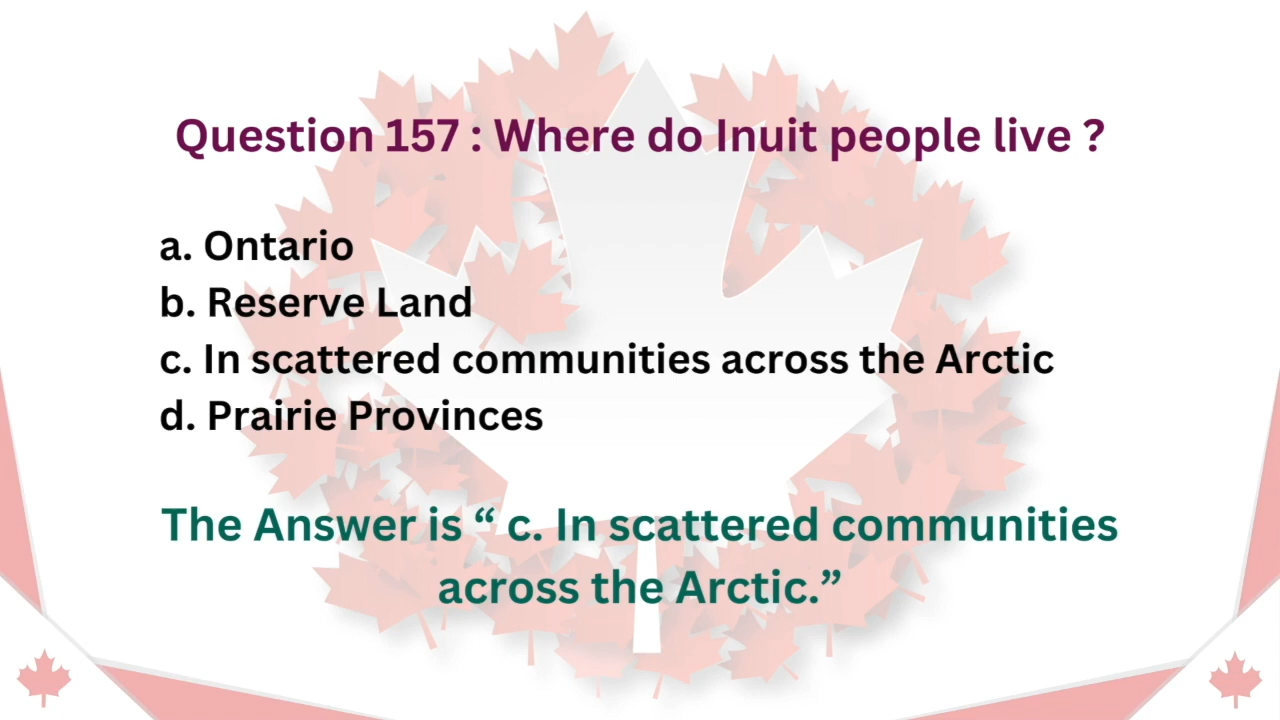 Question 157 : Where do Inuit people live ?
a. Ontario
b. Reserve Land
c. In scattered communities across the Arctic
d. Prairie Provinces
The Answer is “ c. In scattered communities
across the Arctic.”